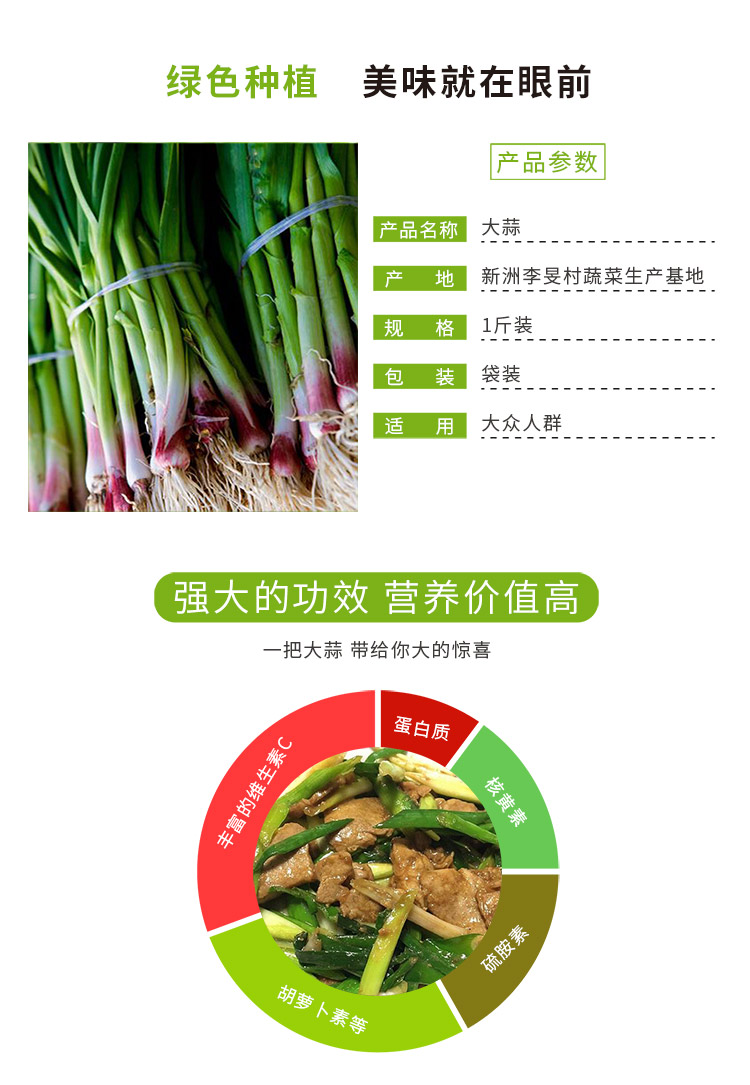 绿色种植 美味就在眼前
产品参数
产品名称 大蒜
产地 新洲李旻村蔬菜生产基地
规格 1斤装
包装 袋装
适用 大众人群
强大的功效 营养价值高
一把大蒜 带给你大的惊喜
蛋白质
核黄素
硫胺素
胡萝卜素等
丰富的维生素C